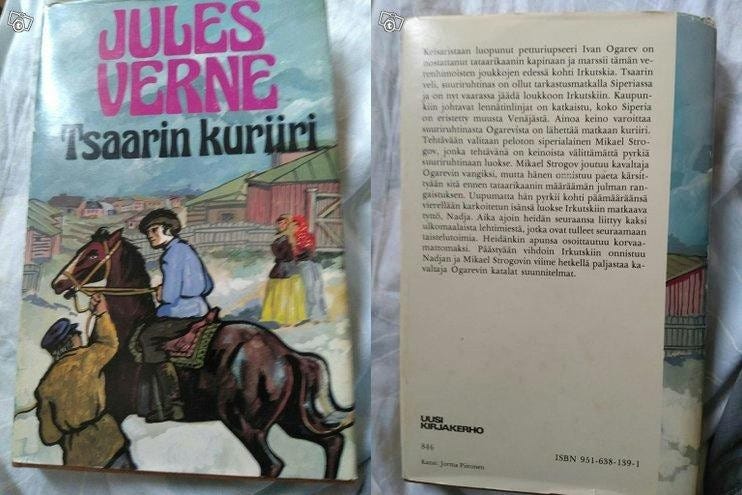 JULES
VERNE
Tsaarin kuriiri
Keisaristaan luopunut petturiupseeri Ivan Ogarev on
nostattanut tataarikaanin kapinaan ja marssii tämän ve-
renhimoisten joukkojen edessä kohti Irkutskia. Tsaarin
veli, suuriruhtinas on ollut tarkastusmatkalla Siperiassa
ja on nyt vaarassa jäädä loukkoon Irkutskiin. Kaupun-
kiin johtavat lennätinlinjat on katkaistu, koko Siperia
on eristetty muusta Venäjästä. Ainoa keino varoittaa
suuriruhtinasta Ogarevista on lähettää matkaan kuriiri.
Tehtävään valitaan peloton siperialainen Mikael Stro-
gov, jonka tehtävänä on keinoista välittämättä pyrkiä
suuriruhtinaan luokse. Mikael Strogov joutuu kavaltaja
Ogarevin vangiksi, mutta hänen onnistuu paeta kärsit-
tyään sitä ennen tataarikaanin määräämän julman ran-
gaistuksen. Uupumatta hän pyrkii kohti päämääräänsä
vierellään karkoitetun isänsä luokse Irkutskiin matkaava
tyttö, Nadja. Aika ajoin heidän seuraansa liittyy kaksi
ulkomaalaista lehtimiestä, jotka ovat tulleet seuraamaan
taistelutoimia. Heidänkin apunsa osoittautuu korvaa-
mattomaksi. Päästyään vihdoin Irkutskiin onnistuu
Nadjan ja Mikael Strogovin viime hetkellä paljastaa ka-
valtaja Ogarevin katalat suunnitelmat.
UUSI
KIRJAKERHO
846
ISBN 951-638-139-1
Kansi: Jorma Piironen